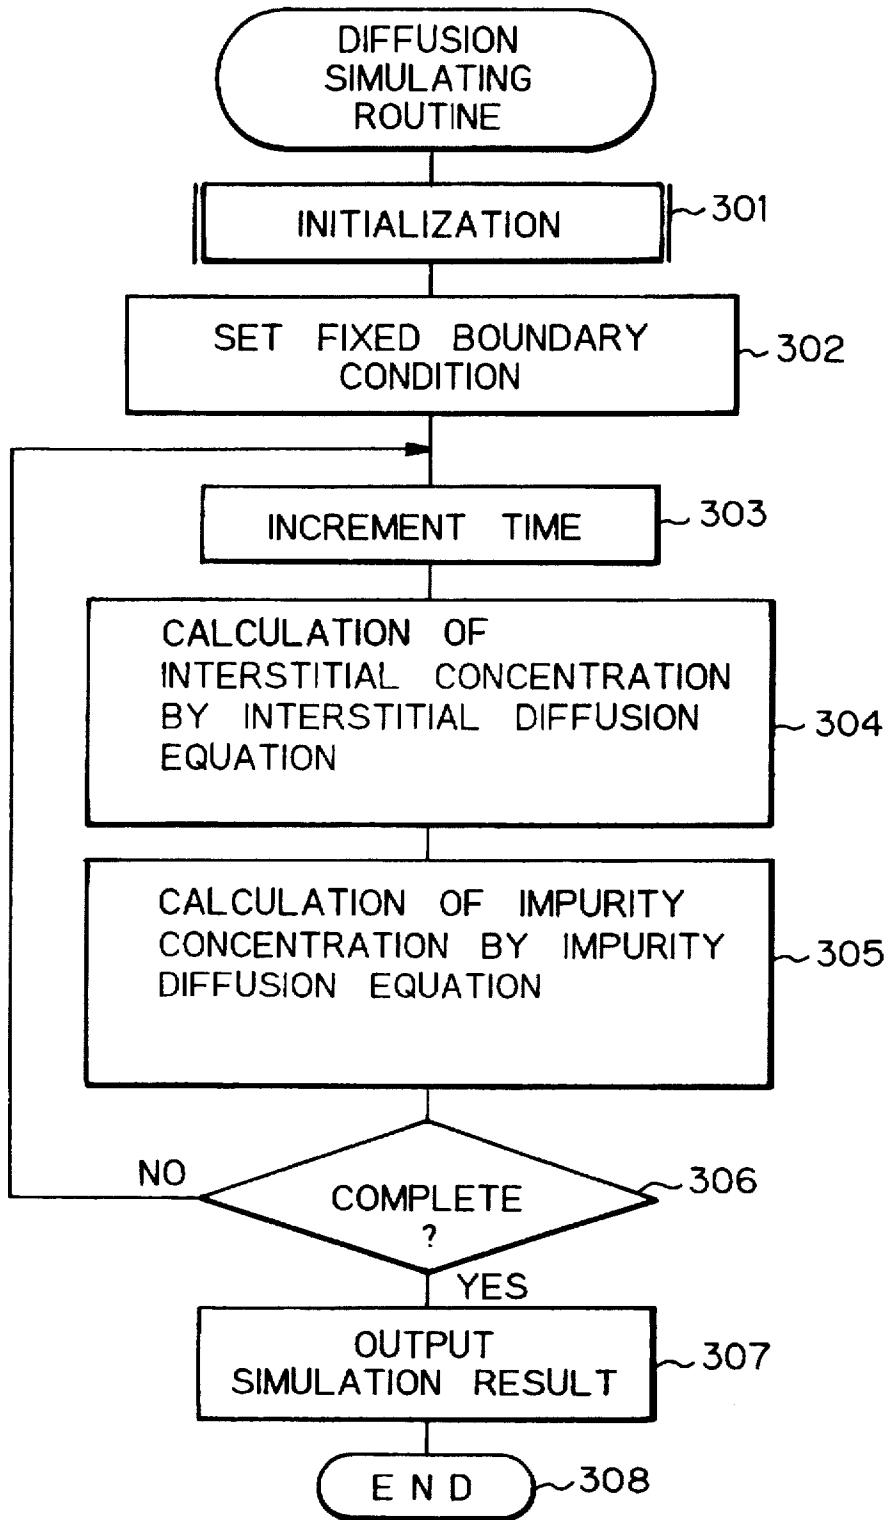 DIFFUSION
SIMULATING
ROUTINE
INITIALIZATION
301
SET FIXED BOUNDARY
CONDITION
302
INCREMENT TIME
303
CALCULATION OF
INTERSTITIAL CONCENTRATION
BY INTERSTITIAL DIFFUSION
EQUATION
304
CALCULATION OF IMPURITY
CONCENTRATION BY IMPURITY
DIFFUSION EQUATION
305
NO
COMPLETE
?
306
YES
OUTPUT
SIMULATION RESULT
307
END
308